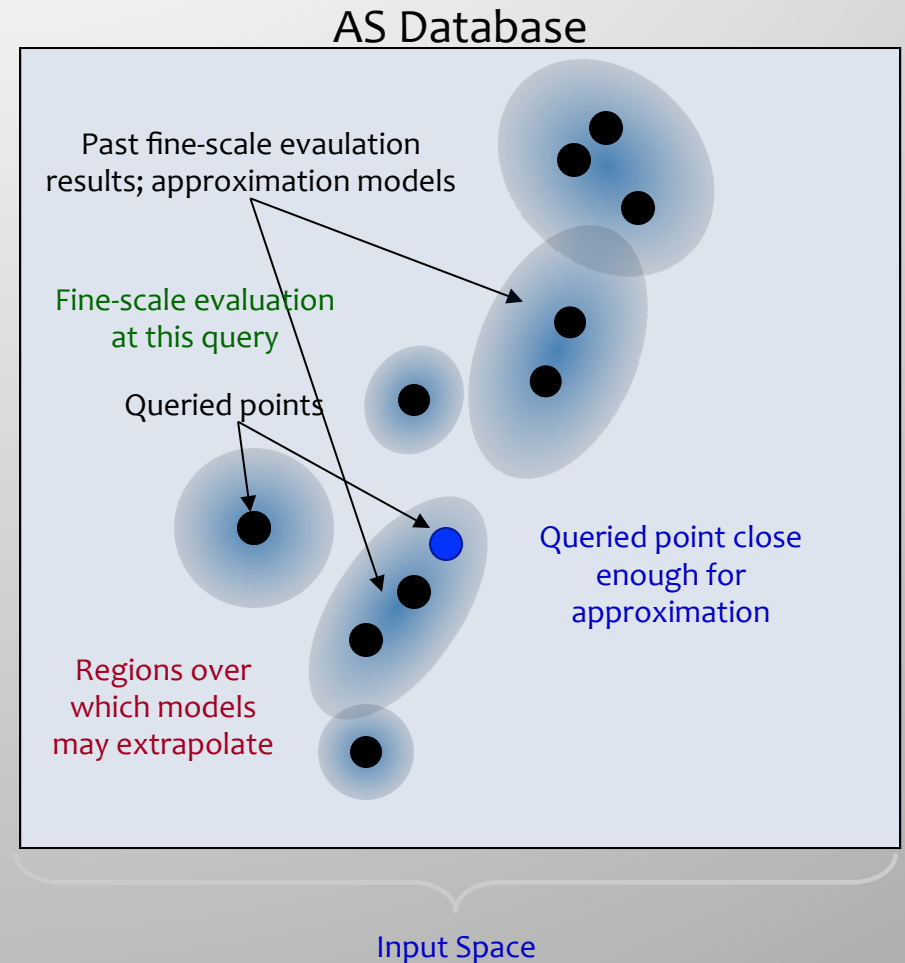 AS Database
Past fine-scale evaulation
results; approximation models
Fine-scale evaluation
at this query
Queried points
Queried point close
enough for
approximation
Regions over
which models
may extrapolate
Input Space